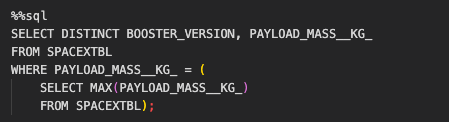 %%sql
SELECT DISTINCT BOOSTER_VERSION, PAYLOAD_MASS__KG_
FROM SPACEXTBL
WHERE PAYLOAD_MASS__KG_ = (
    SELECT MAX(PAYLOAD_MASS__KG_)
    FROM SPACEXTBL);